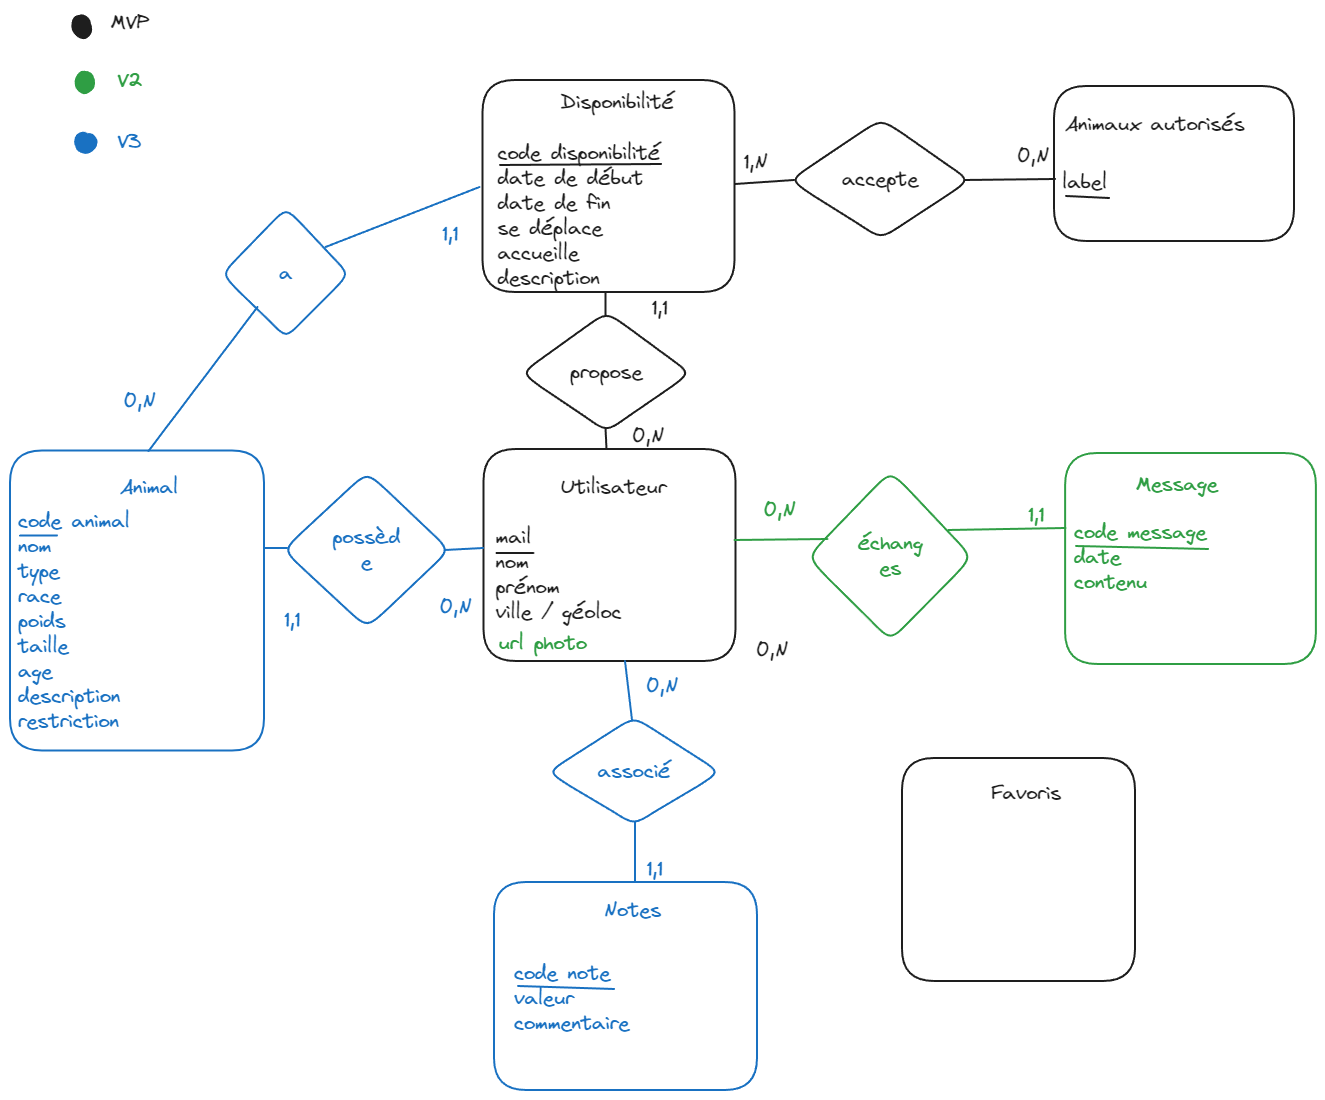 MVP
V2
V3
Disponibilité
code disponibilité
date de début
date de fin
se déplace
accueille
description
1,N
accepte
0,N
Animaux autorisés
label
1,1
a
0,N
1,1
propose
0,N
Animal
code animal
nom
type
race
poids
taille
age
description
restriction
1,1
possèd
e
0,N
Utilisateur
mail
nom
prénom
ville / géoloc
url photo
0,N
échang
es
1,1
Message
code message
date
contenu
0,N
0,N
associé
1,1
Notes
code note
valeur
commentaire
Favoris